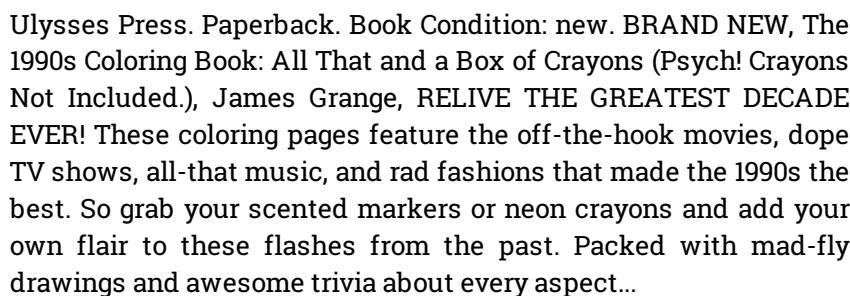 Ulysses Press. Paperback. Book Condition: new. BRAND NEW, The
1990s Coloring Book: All That and a Box of Crayons (Psych! Crayons
Not Included.), James Grange, RELIVE THE GREATEST DECADE
EVER! These coloring pages feature the off-the-hook movies, dope
TV shows, all-that music, and rad fashions that made the 1990s the
best. So grab your scented markers or neon crayons and add your
own flair to these flashes from the past. Packed with mad-fly
drawings and awesome trivia about every aspect...